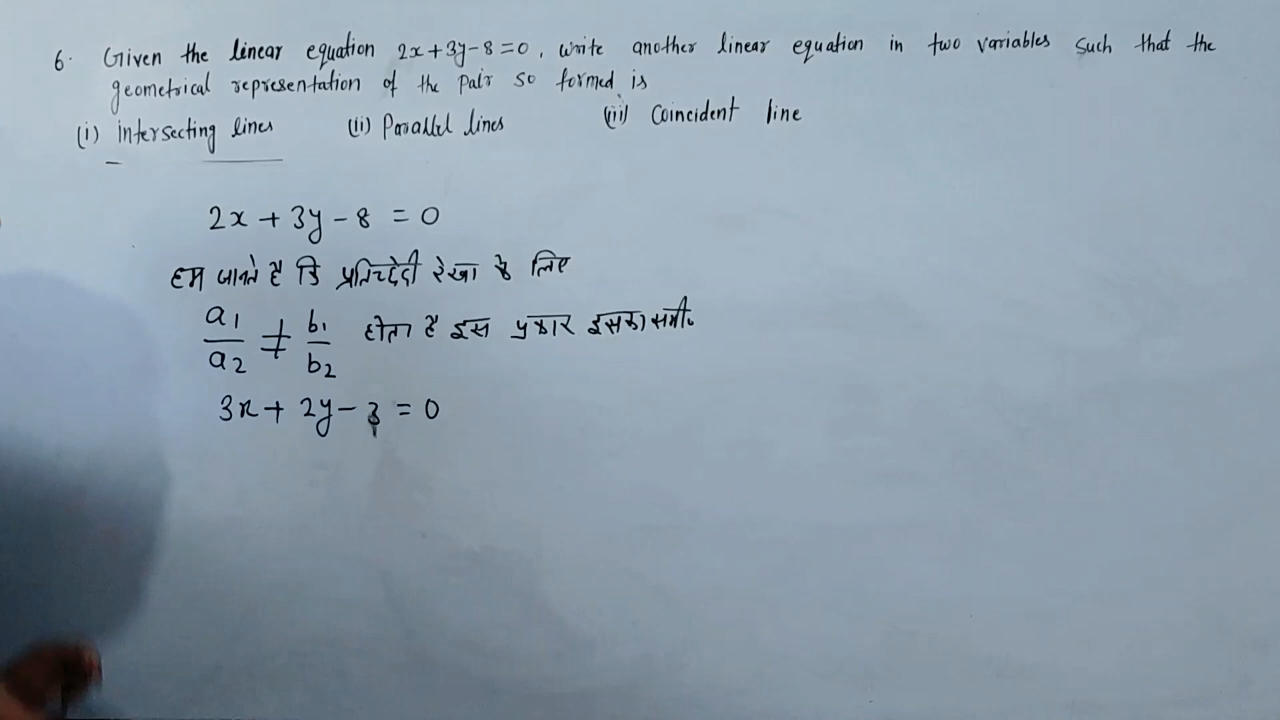 6. Given the linear equation 2x+3y-8=0, write another linear equation in two variables such that the
geometrical representation of the pair so formed is
(i) intersecting lines (ii) Parallel lines (iii) Coincident line
2x + 3y - 8 = 0
हम जानते है कि प्रतिच्छेदी रेखा के लिए
a1/a2 ≠ b1/b2 होता है इस प्रकार इसका समी०
3x + 2y - = 0